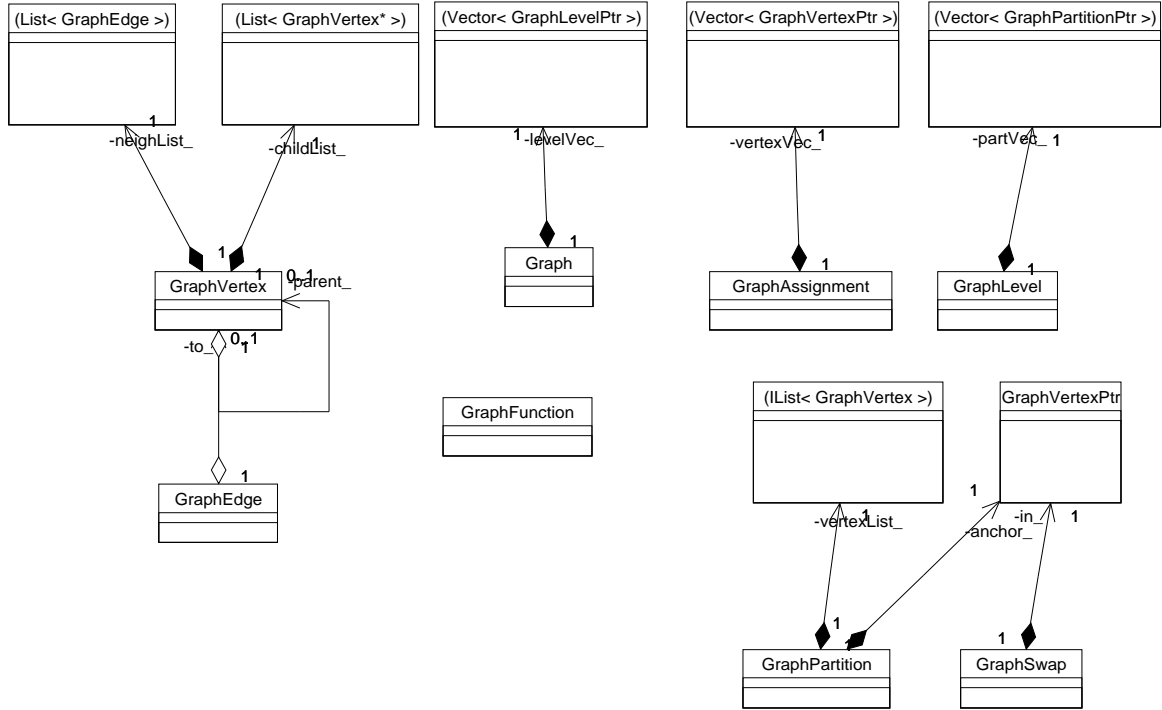 (List< GraphEdge >)
(List< GraphVertex* >)
(Vector< GraphLevelPtr >)
(Vector< GraphVertexPtr >)
(Vector< GraphPartitionPtr >)
1
-neighList_
1
-childList_
1
-levelVec_
1
-vertexVec_
1
-partVec_
1
1
0..1
-parent_
GraphVertex
1
Graph
1
GraphAssignment
1
GraphLevel
-to_
0..1
1
(IList< GraphVertex >)
GraphVertexPtr
GraphFunction
1
GraphEdge
1
-vertexList_
1
-anchor_
-in_
1
1
1
1
GraphPartition
GraphSwap